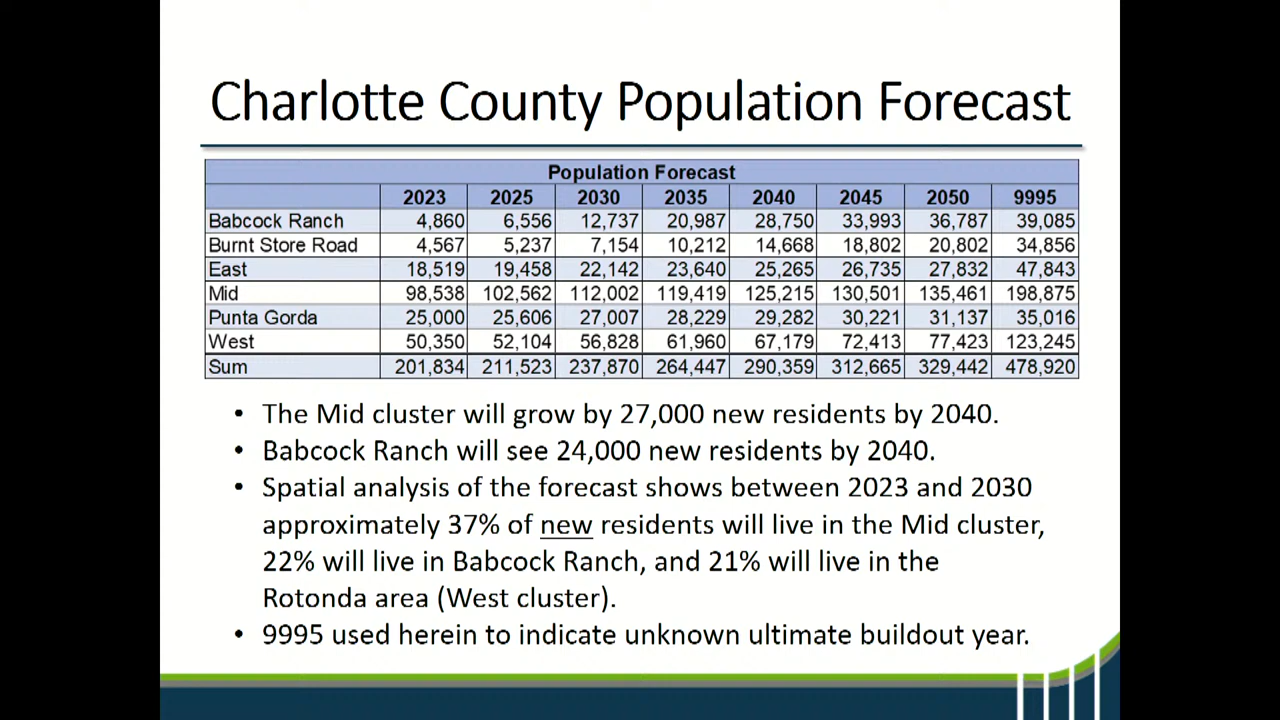 Charlotte County Population Forecast
Population Forecast
2023 2025 2030 2035 2040 2045 2050 9995
Babcock Ranch 4,860 6,556 12,737 20,987 28,750 33,993 36,787 39,085
Burnt Store Road 4,567 5,237 7,154 10,212 14,668 18,802 20,802 34,856
East 18,519 19,458 22,142 23,640 25,265 26,735 27,832 47,843
Mid 98,538 102,562 112,002 119,419 125,215 130,501 135,461 198,875
Punta Gorda 25,000 25,606 27,007 28,229 29,282 30,221 31,137 35,016
West 50,350 52,104 56,828 61,960 67,179 72,413 77,423 123,245
Sum 201,834 211,523 237,870 264,447 290,359 312,665 329,442 478,920
• The Mid cluster will grow by 27,000 new residents by 2040.
• Babcock Ranch will see 24,000 new residents by 2040.
• Spatial analysis of the forecast shows between 2023 and 2030
approximately 37% of new residents will live in the Mid cluster,
22% will live in Babcock Ranch, and 21% will live in the
Rotonda area (West cluster).
• 9995 used herein to indicate unknown ultimate buildout year.